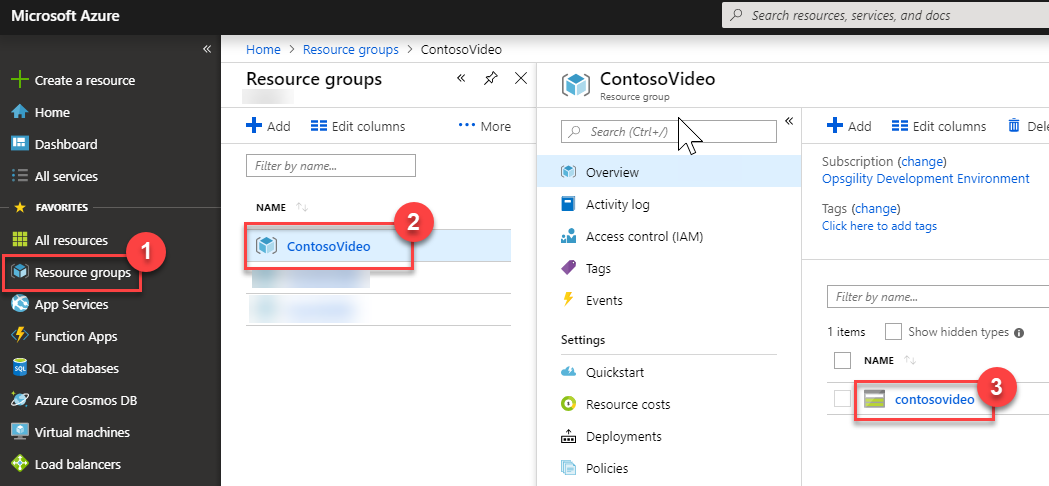 Microsoft Azure
Search resources, services, and docs
«
Create a resource
Home
Dashboard
All services
FAVORITES
All resources
1
Resource groups
App Services
Function Apps
SQL databases
Azure Cosmos DB
Virtual machines
Load balancers
Home > Resource groups > ContosoVideo
Resource groups
«
Add
Edit columns
··· More
Filter by name...
NAME
2
ContosoVideo
ContosoVideo
Resource group
Search (Ctrl+/)
«
Overview
Activity log
Access control (IAM)
Tags
Events
Settings
Quickstart
Resource costs
Deployments
Policies
Add
Edit columns
Dele
Subscription (change)
Opsgility Development Environment
Tags (change)
Click here to add tags
Filter by name...
1 items
Show hidden types
NAME
3
contosovideo